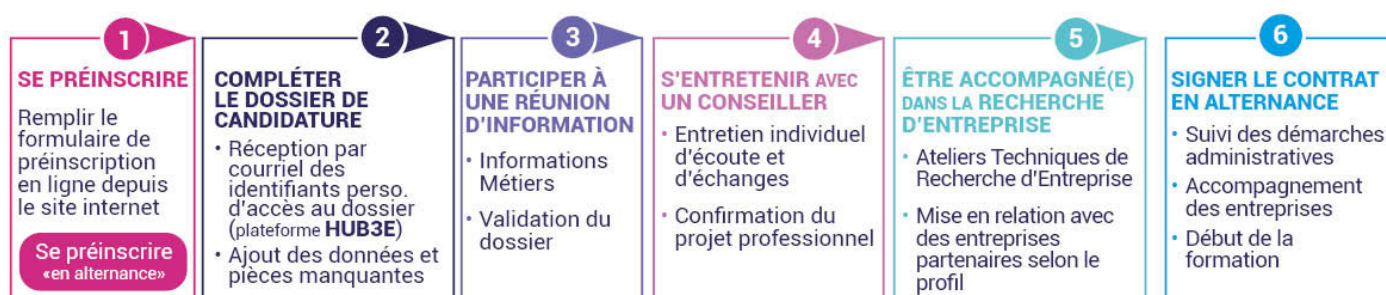 1
SE PRÉINSCRIRE
Remplir le
formulaire de
préinscription
en ligne depuis
le site internet
Se préinscrire
«en alternance»
2
COMPLÉTER
LE DOSSIER DE
CANDIDATURE
• Réception par
courriel des
identifiants perso.
d'accès au dossier
(plateforme HUB3E)
• Ajout des données et
pièces manquantes
3
PARTICIPER À
UNE RÉUNION
D'INFORMATION
• Informations
Métiers
• Validation du
dossier
4
S'ENTRETENIR AVEC
UN CONSEILLER
• Entretien individuel
d'écoute et
d'échanges
• Confirmation du
projet professionnel
5
ÊTRE ACCOMPAGNÉ(E)
DANS LA RECHERCHE
D'ENTREPRISE
• Ateliers Techniques de
Recherche d'Entreprise
• Mise en relation avec
des entreprises
partenaires selon le
profil
6
SIGNER LE CONTRAT
EN ALTERNANCE
• Suivi des démarches
administratives
• Accompagnement
des entreprises
• Début de la
formation